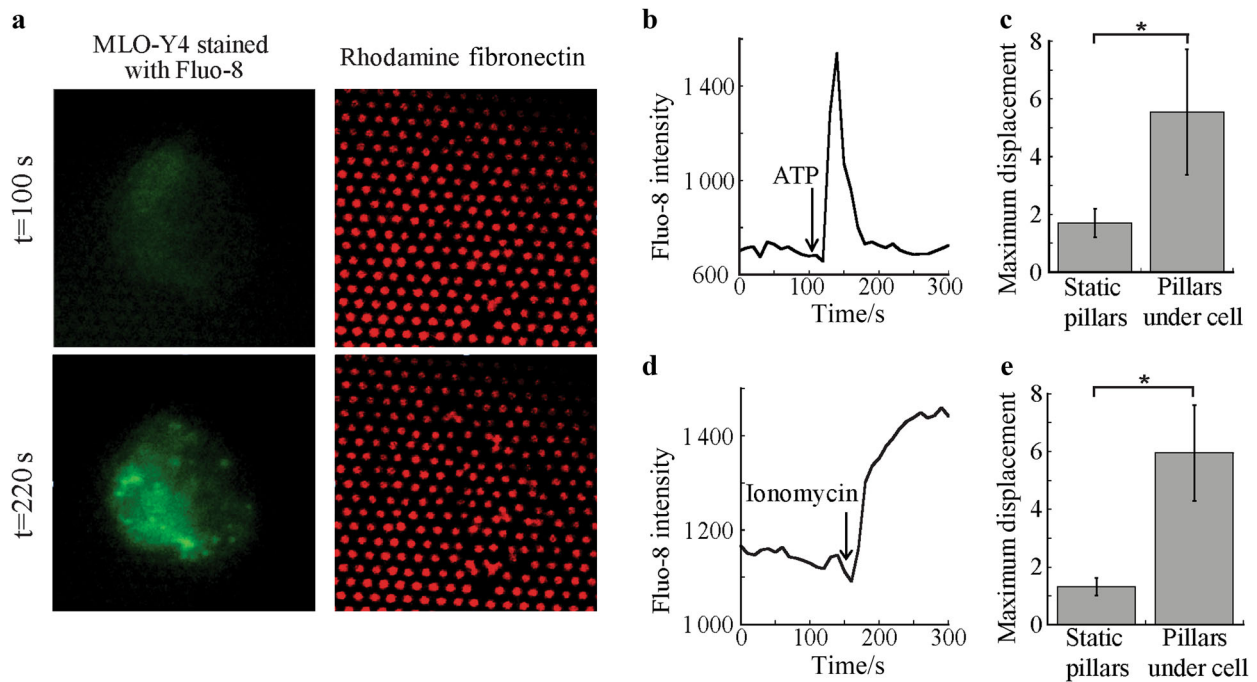 a
MLO-Y4 stained
with Fluo-8
Rhodamine fibronectin
t=100 s
t=220 s
b
Fluo-8 intensity
1 400
1 000
600
ATP
0 100 200 300
Time/s
c
*
Maximum displacement
8
6
4
2
0
Static
pillars
Pillars
under cell
d
Fluo-8 intensity
1 400
1 200
1 000
Ionomycin
0 100 200 300
Time/s
e
*
Maximum displacement
8
6
4
2
0
Static
pillars
Pillars
under cell